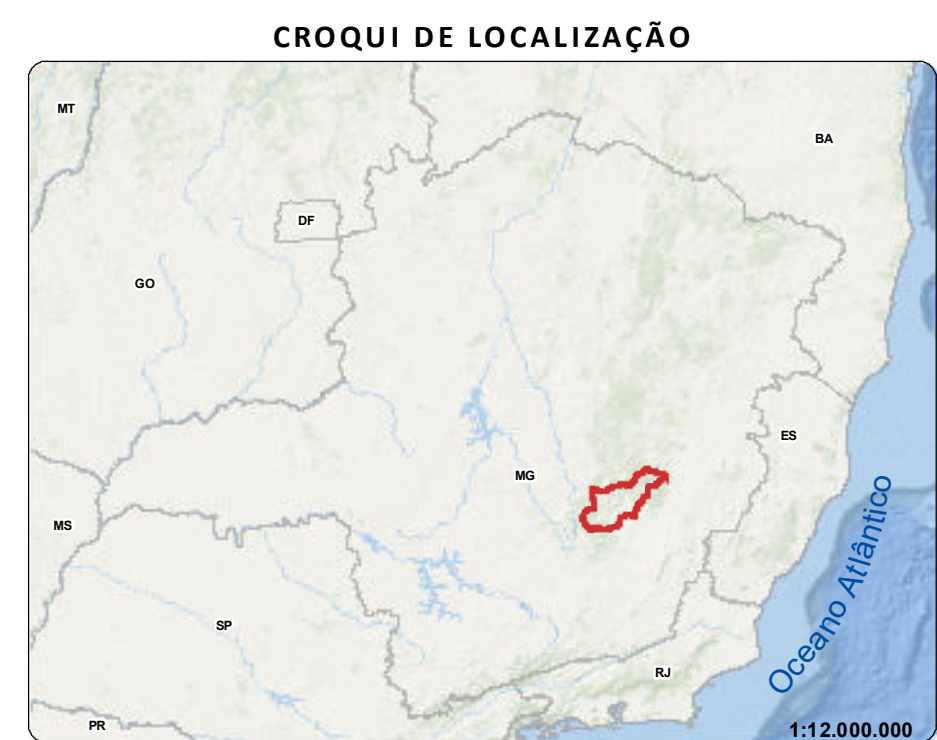 CROQUI DE LOCALIZAÇÃO
MT
BA
DF
GO
ES
MG
MS
Oceano Atlântico
SP
RJ
PR
1:12.000.000